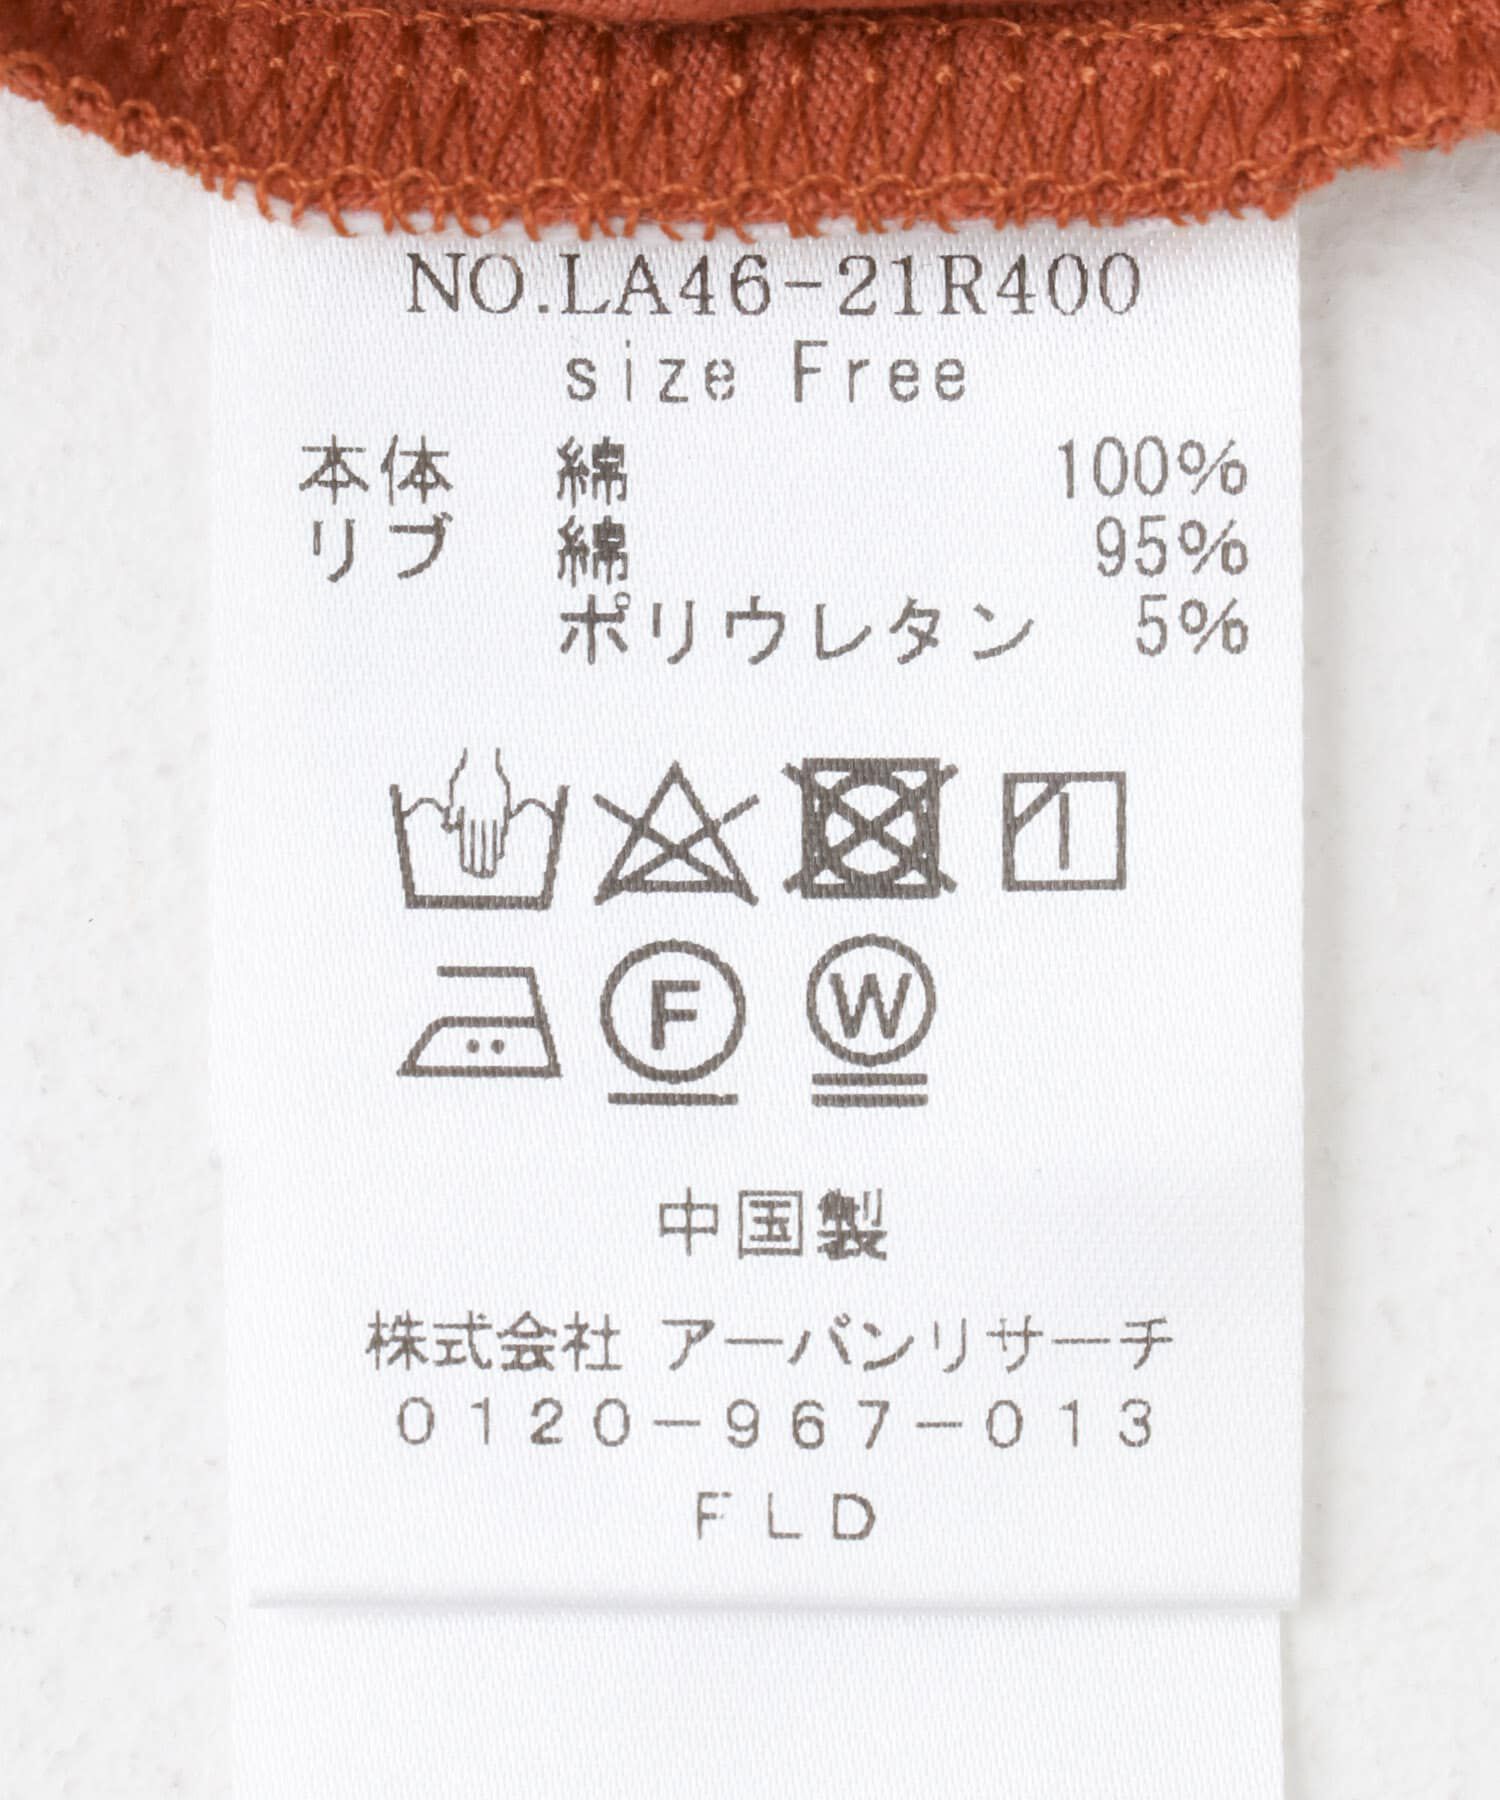 NO.LA46-21R400
size Free
本体 綿 100%
リブ 綿 95%
ポリウレタン 5%
F W
中国製
株式会社 アーバンリサーチ
0120-967-013
FLD